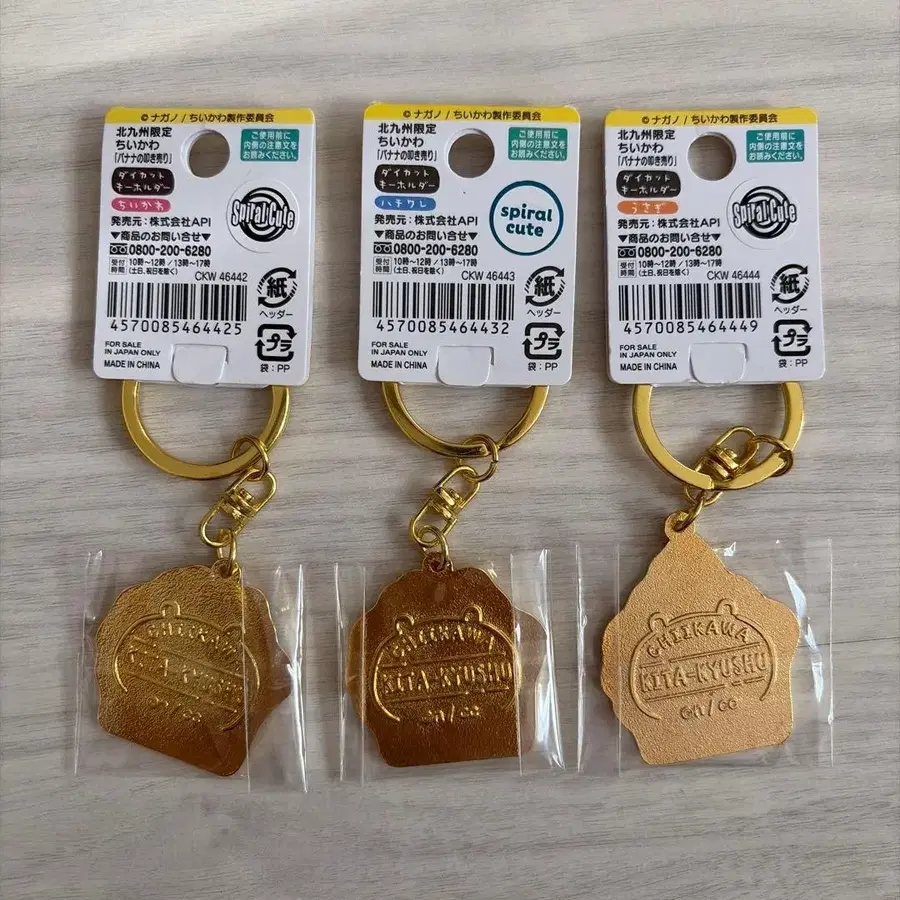 © ナガノ / ちいかわ製作委員会
北九州限定
ちいかわ
「バナナの叩き売り」
ダイカット
キーホルダー
ちいかわ
ご使用前に
内側の注意文を
お読みください。
Spiral Cute
発売元:株式会社API
▼商品のお問い合せ▼
0800-200-6280
受付時間 10時〜12時 / 13時〜17時
(土日、祝日を除く)
CKW 46442
4570085464425
紙
ヘッダー
プラ
袋:PP
FOR SALE
IN JAPAN ONLY
MADE IN CHINA
CHIIKAWA
KITA-KYUSHU
© ナガノ / ちいかわ製作委員会
北九州限定
ちいかわ
「バナナの叩き売り」
ダイカット
キーホルダー
ハチワレ
ご使用前に
内側の注意文を
お読みください。
spiral
cute
発売元:株式会社API
▼商品のお問い合せ▼
0800-200-6280
受付時間 10時〜12時 / 13時〜17時
(土日、祝日を除く)
CKW 46443
4570085464432
紙
ヘッダー
プラ
袋:PP
FOR SALE
IN JAPAN ONLY
MADE IN CHINA
CHIIKAWA
KITA-KYUSHU
© ナガノ / ちいかわ製作委員会
北九州限定
ちいかわ
「バナナの叩き売り」
ダイカット
キーホルダー
うさぎ
ご使用前に
内側の注意文を
お読みください。
Spiral Cute
発売元:株式会社API
▼商品のお問い合せ▼
0800-200-6280
受付時間 10時〜12時 / 13時〜17時
(土日、祝日を除く)
CKW 46444
4570085464449
紙
ヘッダー
プラ
袋:PP
FOR SALE
IN JAPAN ONLY
MADE IN CHINA
CHIIKAWA
KITA-KYUSHU